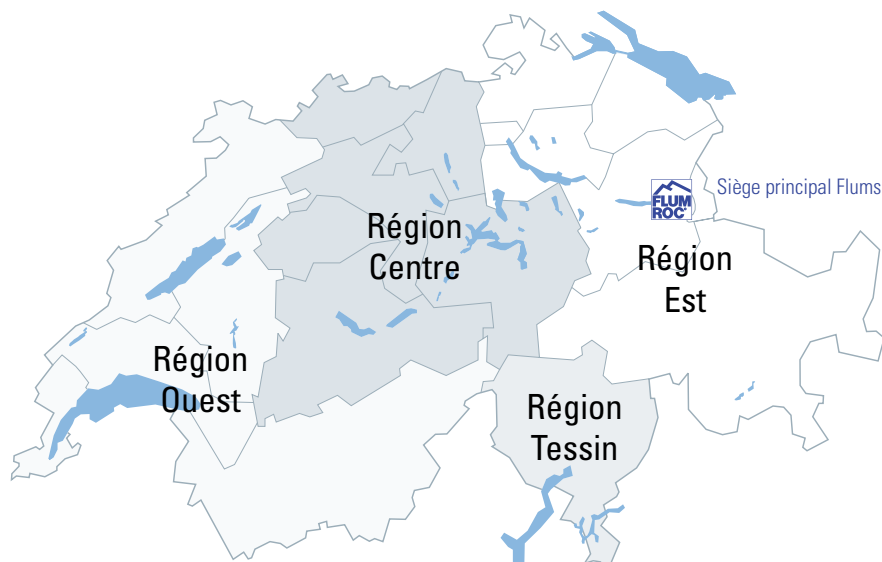 Siège principal Flums
FLUM
ROC®
Région
Centre
Région
Est
Région
Ouest
Région
Tessin